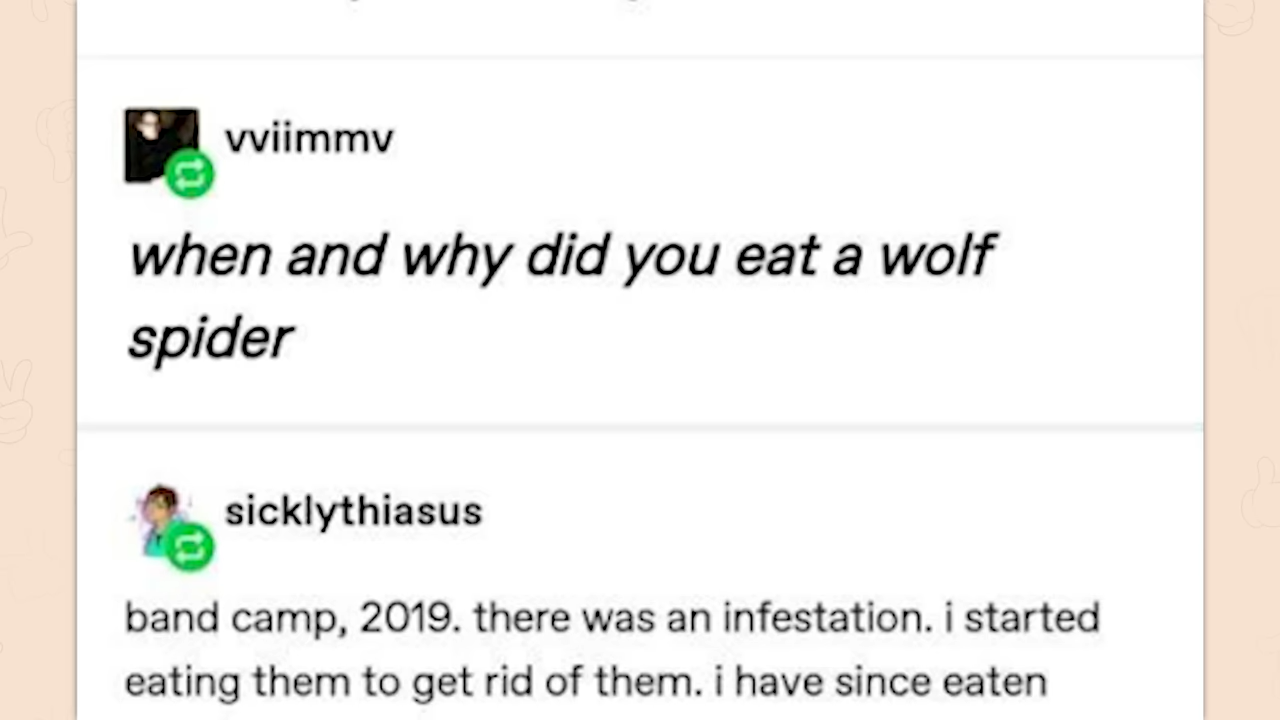 vviimmv
when and why did you eat a wolf
spider
sicklythiasus
band camp, 2019. there was an infestation. i started
eating them to get rid of them. i have since eaten